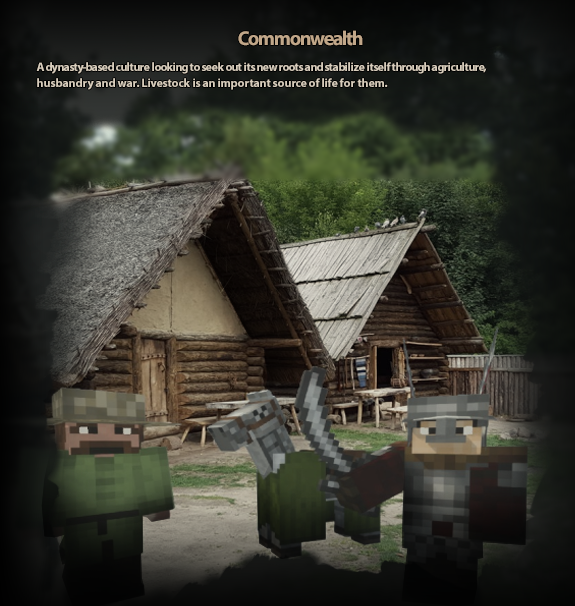 Commonwealth
A dynasty-based culture looking to seek out its new roots and stabilize itself through agriculture,
husbandry and war. Livestock is an important source of life for them.